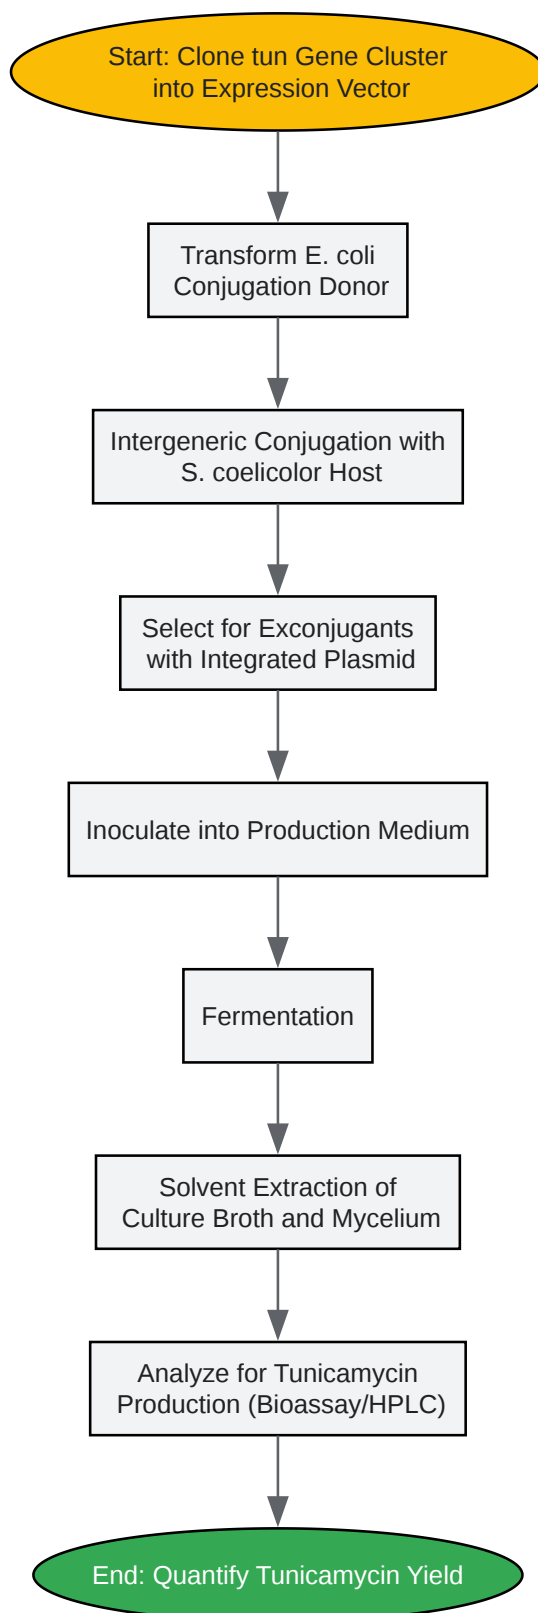 Start: Clone tun Gene Cluster
into Expression Vector
Transform E. coli
Conjugation Donor
Intergeneric Conjugation with
S. coelicolor Host
Select for Exconjugants
with Integrated Plasmid
Inoculate into Production Medium
Fermentation
Solvent Extraction of
Culture Broth and Mycelium
Analyze for Tunicamycin
Production (Bioassay/HPLC)
End: Quantify Tunicamycin Yield